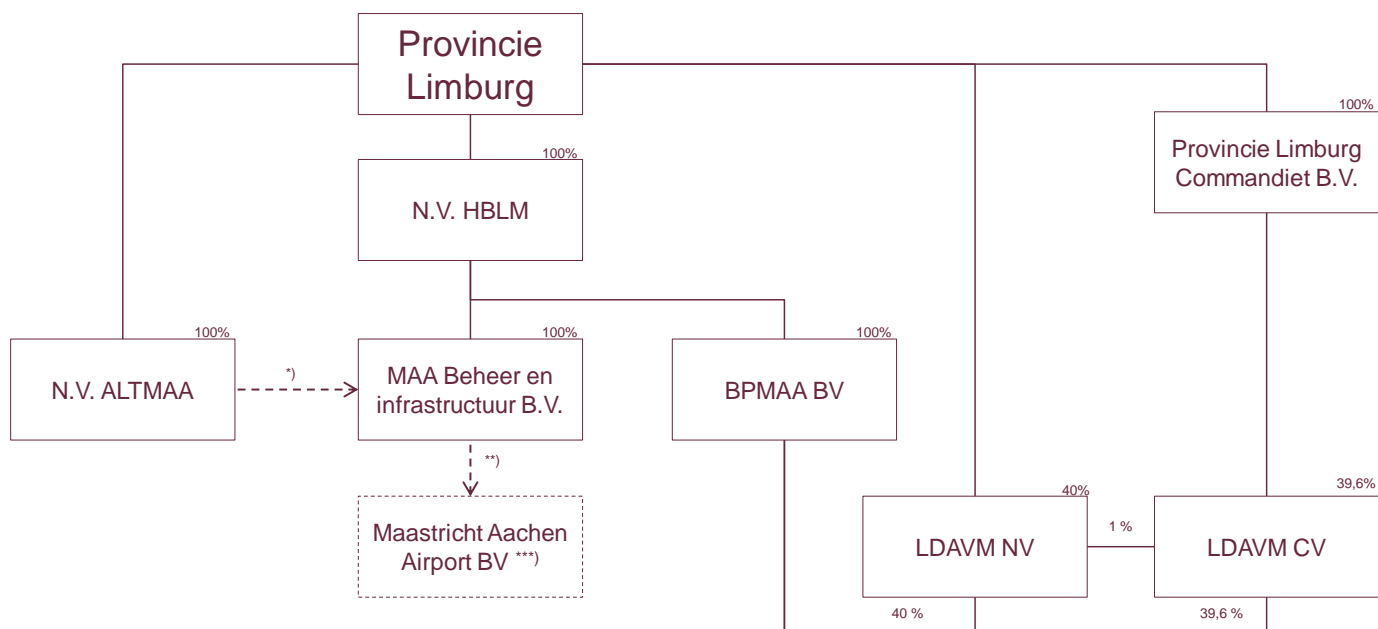 Provincie
Limburg
100%
Provincie Limburg
Commandiet B.V.
100%
N.V. HBLM
100%
N.V. ALTMAA
*)
100%
MAA Beheer en
infrastructuur B.V.
100%
BPMAA BV
**)
Maastricht Aachen
Airport BV ***)
40%
LDAVM NV
1 %
39,6%
LDAVM CV
40 %
39,6 %